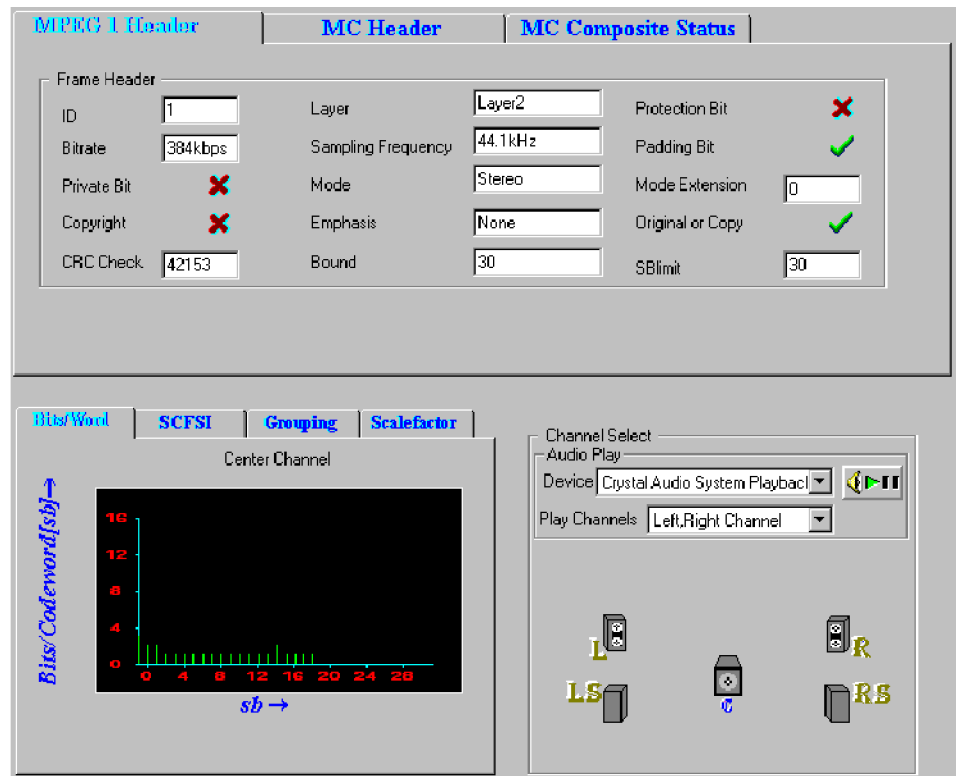 MPEG 1 Header MC Header MC Composite Status
Frame Header
ID 1 Layer Layer2 Protection Bit
Bitrate 384kbps Sampling Frequency 44.1kHz Padding Bit
Private Bit Mode Stereo Mode Extension 0
Copyright Emphasis None Original or Copy
CRC Check 42153 Bound 30 SBlimit 30
Bits/Word SCFSI Grouping Scalefactor
Center Channel
Bits/Codeword[sb]→
16
12
8
4
0
0 4 8 12 16 20 24 28
sb →
Channel Select
Audio Play
Device Crystal Audio System Playbacl
Play Channels Left,Right Channel
L R
LS C RS